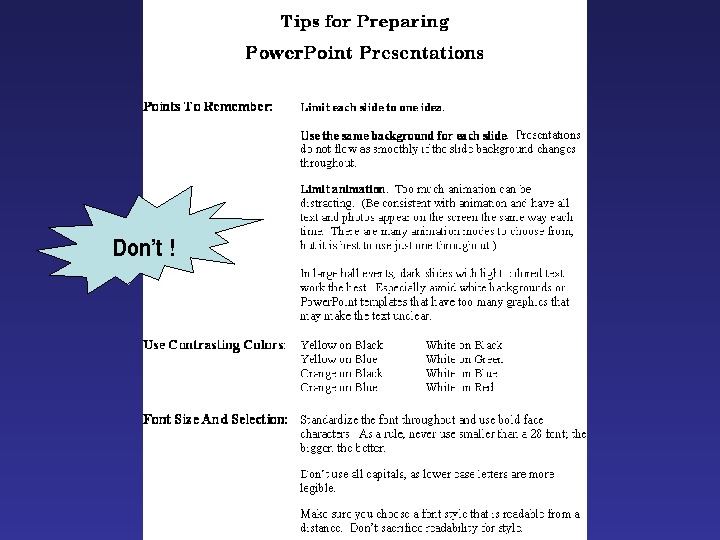 Tips for Preparing
PowerPoint Presentations
Points To Remember:
Limit each slide to one idea.
Use the same background for each slide. Presentations
do not flow as smoothly if the slide background changes
throughout.
Limit animation. Too much animation can be
distracting. (Be consistent with animation and have all
text and photos appear on the screen the same way each
time. There are many animation modes to choose from,
but it is best to use just one throughout.)
Don't !
In large hall events, dark slides with light colored text
work the best. Especially avoid white backgrounds or
PowerPoint templates that have too many graphics that
may make the text unclear.
Use Contrasting Colors:
Yellow on Black White on Black
Yellow on Blue White on Green
Orange on Black White on Blue
Orange on Blue White on Red
Font Size And Selection:
Standardize the font throughout and use bold face
characters. As a rule, never use smaller than a 28 font; the
bigger, the better.
Don't use all capitals, as lower case letters are more
legible.
Make sure you choose a font style that is readable from a
distance. Don't sacrifice readability for style.